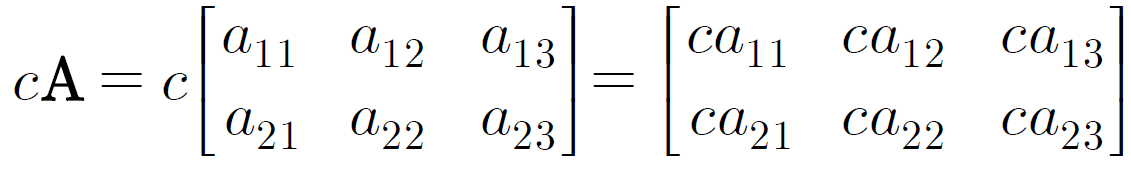 cA = c[a₁₁ a₁₂ a₁₃] = [ca₁₁ ca₁₂ ca₁₃]
[a₂₁ a₂₂ a₂₃] [ca₂₁ ca₂₂ ca₂₃]